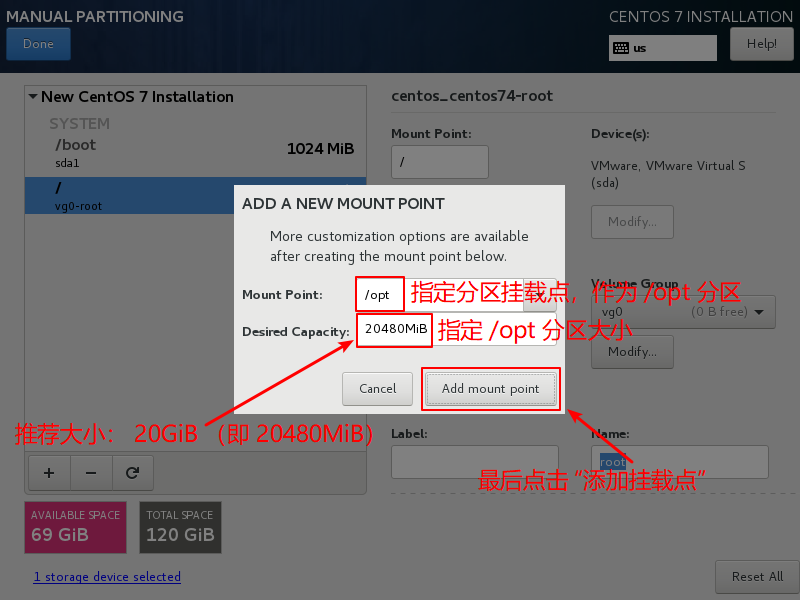 MANUAL PARTITIONING
CENTOS 7 INSTALLATION
Done
us
Help!
New CentOS 7 Installation
SYSTEM
/boot
1024 MiB
sda1
/
vg0-root
centos_centos74-root
Mount Point:
/
Device(s):
VMware, VMware Virtual S
(sda)
Modify...
ADD A NEW MOUNT POINT
More customization options are available
after creating the mount point below.
Mount Point:
/opt
指定分区挂载点，作为 /opt 分区
Desired Capacity:
20480MiB
指定 /opt 分区大小
Cancel
Add mount point
Volume Group
vg0
(0 B free)
Modify...
推荐大小： 20GiB （即 20480MiB）
Label:
Name:
root
最后点击 “添加挂载点”
+
−
AVAILABLE SPACE
69 GiB
TOTAL SPACE
120 GiB
1 storage device selected
Reset All